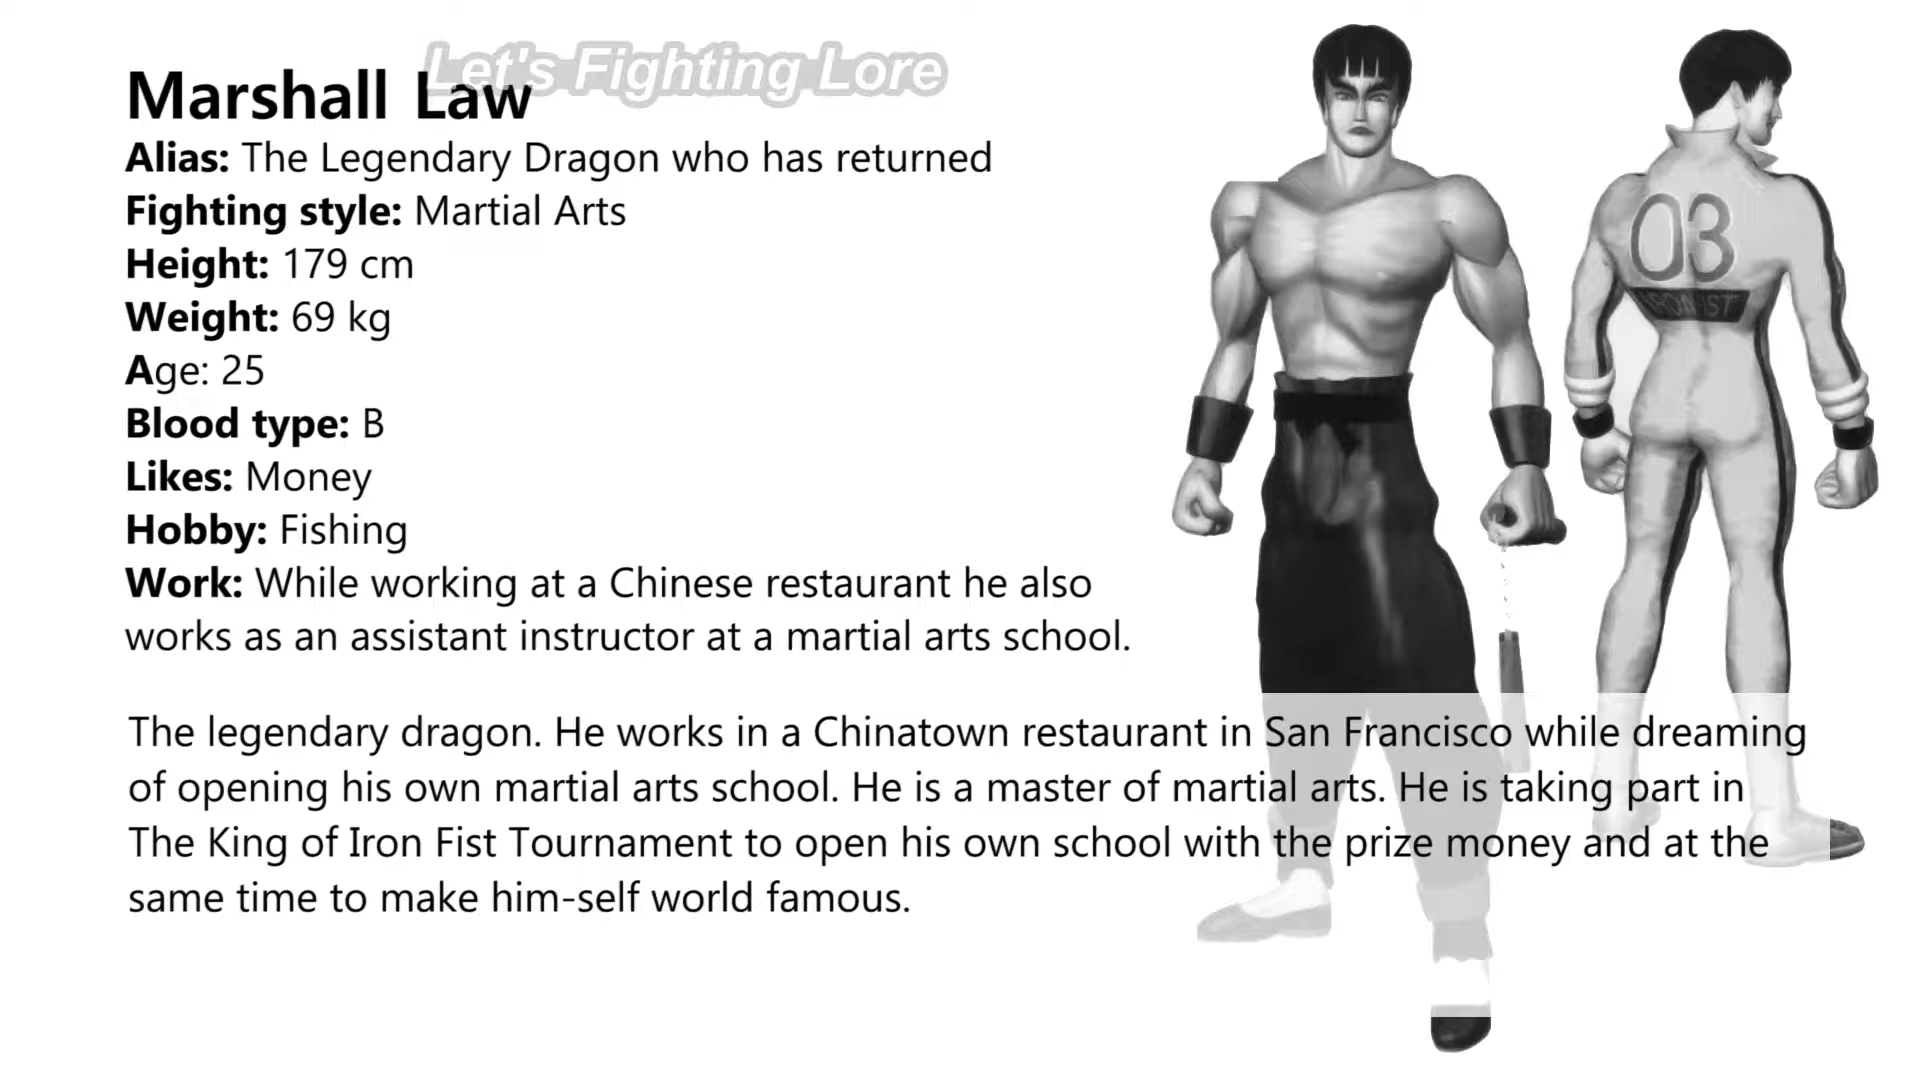 Let's Fighting Lore
Marshall Law
Alias: The Legendary Dragon who has returned
Fighting style: Martial Arts
Height: 179 cm
Weight: 69 kg
Age: 25
Blood type: B
Likes: Money
Hobby: Fishing
Work: While working at a Chinese restaurant he also
works as an assistant instructor at a martial arts school.
The legendary dragon. He works in a Chinatown restaurant in San Francisco while dreaming
of opening his own martial arts school. He is a master of martial arts. He is taking part in
The King of Iron Fist Tournament to open his own school with the prize money and at the
same time to make him-self world famous.
03